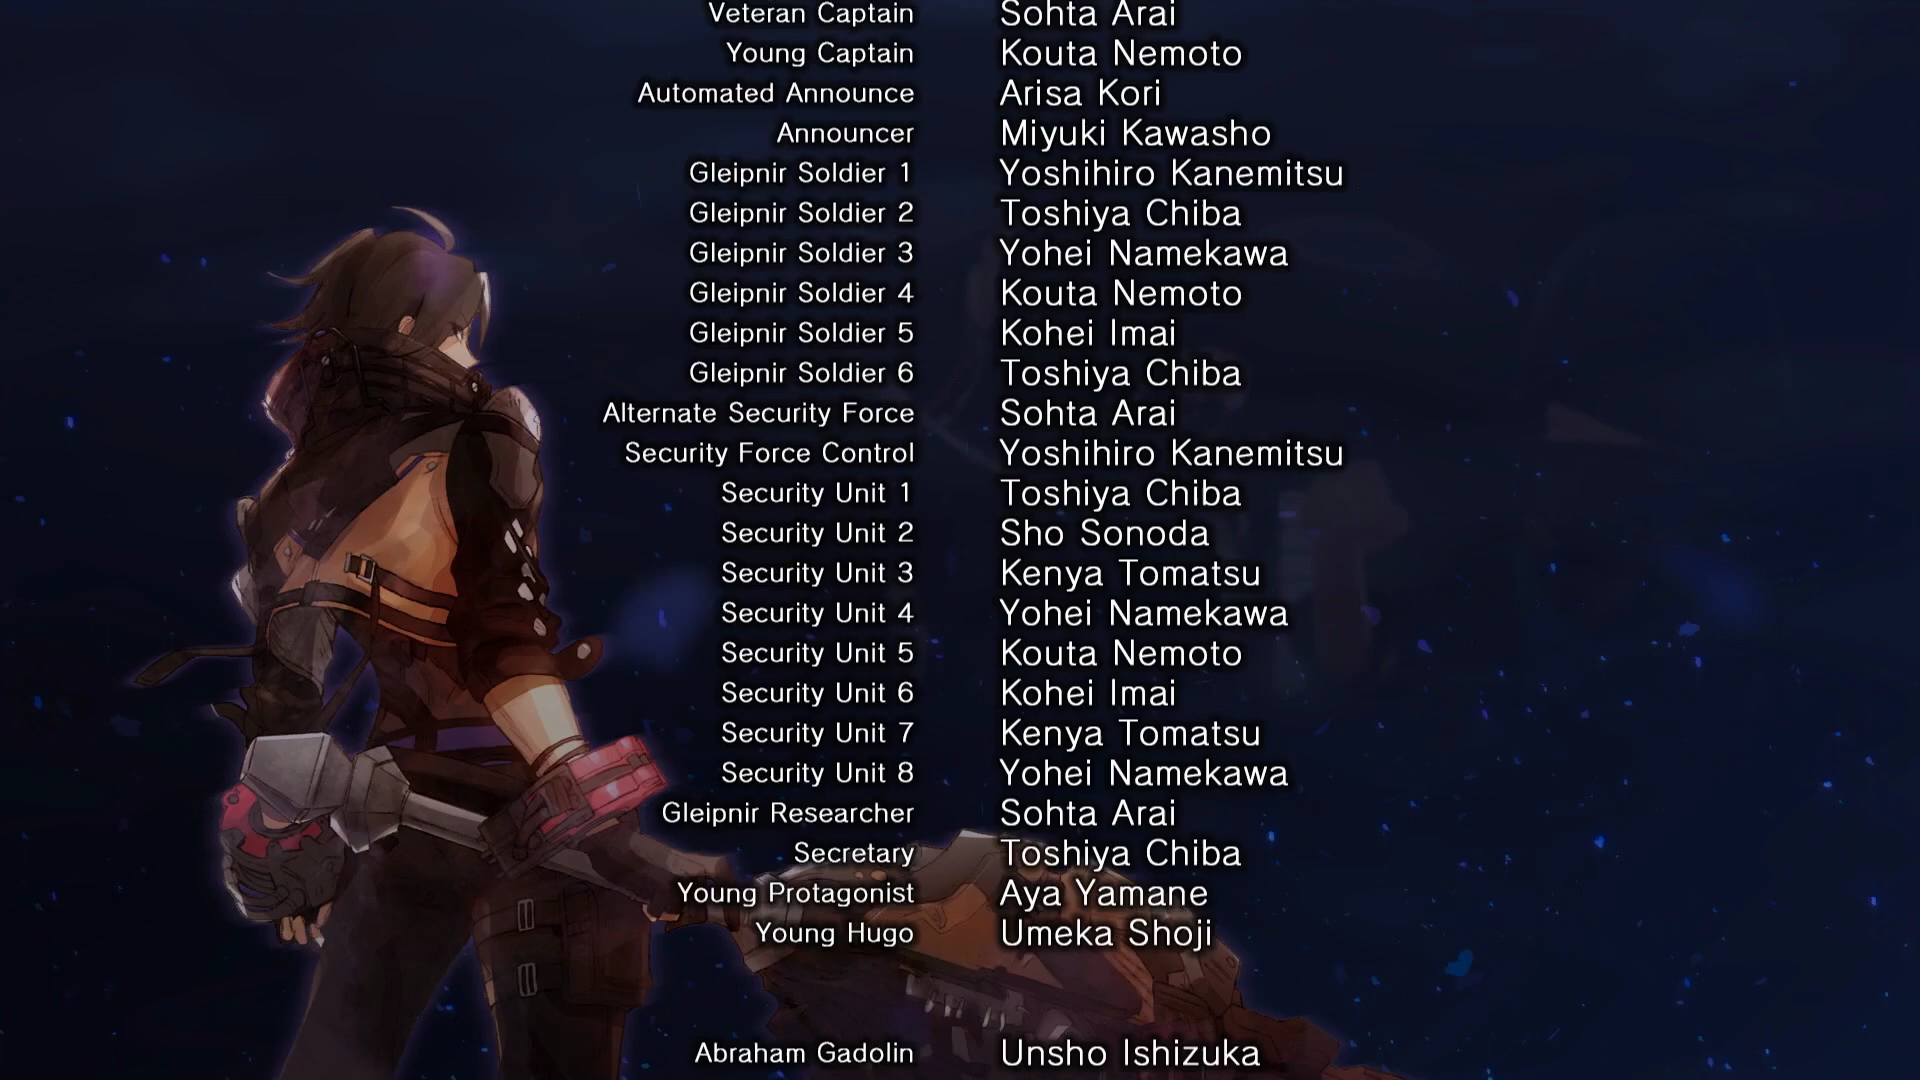 Veteran Captain Sohta Arai
Young Captain Kouta Nemoto
Automated Announce Arisa Kori
Announcer Miyuki Kawasho
Gleipnir Soldier 1 Yoshihiro Kanemitsu
Gleipnir Soldier 2 Toshiya Chiba
Gleipnir Soldier 3 Yohei Namekawa
Gleipnir Soldier 4 Kouta Nemoto
Gleipnir Soldier 5 Kohei Imai
Gleipnir Soldier 6 Toshiya Chiba
Alternate Security Force Sohta Arai
Security Force Control Yoshihiro Kanemitsu
Security Unit 1 Toshiya Chiba
Security Unit 2 Sho Sonoda
Security Unit 3 Kenya Tomatsu
Security Unit 4 Yohei Namekawa
Security Unit 5 Kouta Nemoto
Security Unit 6 Kohei Imai
Security Unit 7 Kenya Tomatsu
Security Unit 8 Yohei Namekawa
Gleipnir Researcher Sohta Arai
Secretary Toshiya Chiba
Young Protagonist Aya Yamane
Young Hugo Umeka Shoji
Abraham Gadolin Unsho Ishizuka